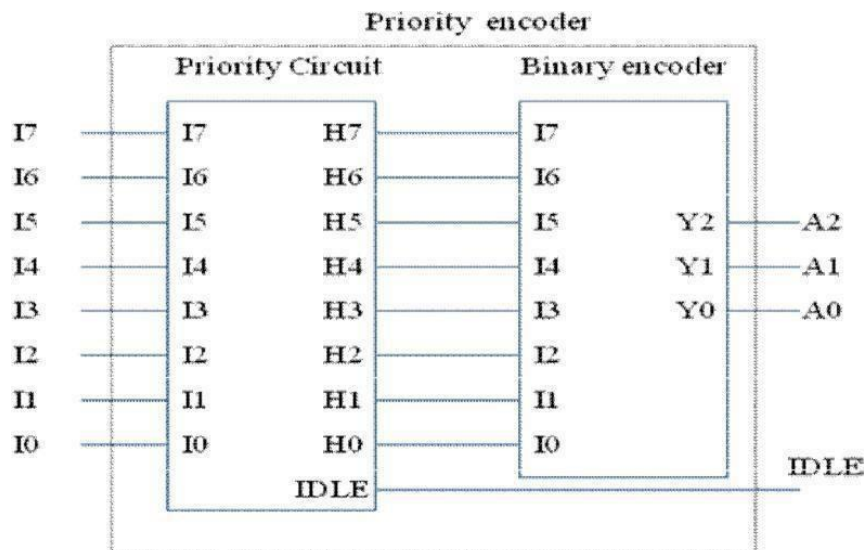 Priority encoder
Priority Circuit Binary encoder
I7 I7 H7 I7
I6 I6 H6 I6
I5 I5 H5 I5 Y2 A2
I4 I4 H4 I4 Y1 A1
I3 I3 H3 I3 Y0 A0
I2 I2 H2 I2
I1 I1 H1 I1
I0 I0 H0 I0
IDLE IDLE